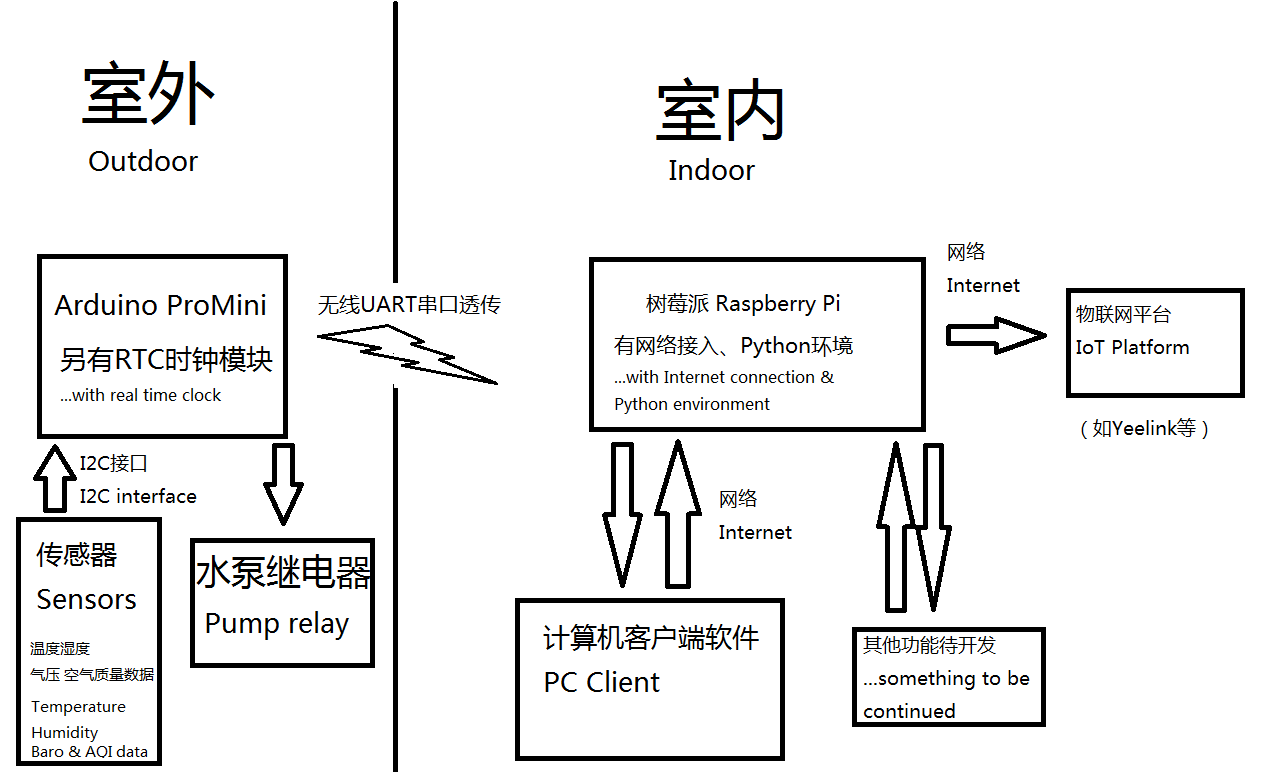 室外
Outdoor
室内
Indoor
Arduino ProMini
另有RTC时钟模块
...with real time clock
无线UART串口透传
树莓派 Raspberry Pi
有网络接入、Python环境
...with Internet connection &
Python environment
网络
Internet
物联网平台
IoT Platform
（如Yeelink等）
I2C接口
I2C interface
传感器
Sensors
温度湿度
气压 空气质量数据
Temperature
Humidity
Baro & AQI data
水泵继电器
Pump relay
网络
Internet
计算机客户端软件
PC Client
其他功能待开发
...something to be
continued